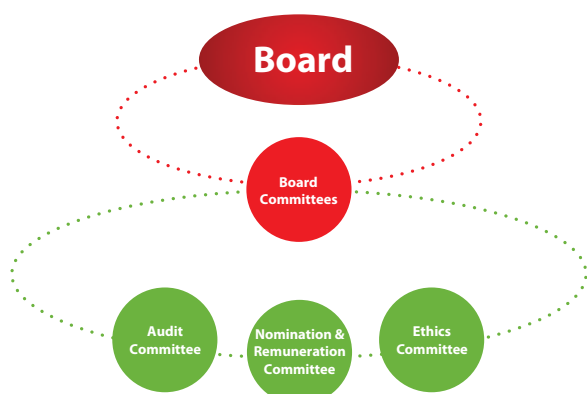 Board
Board
Committees
Audit
Committee
Nomination &
Remuneration
Committee
Ethics
Committee